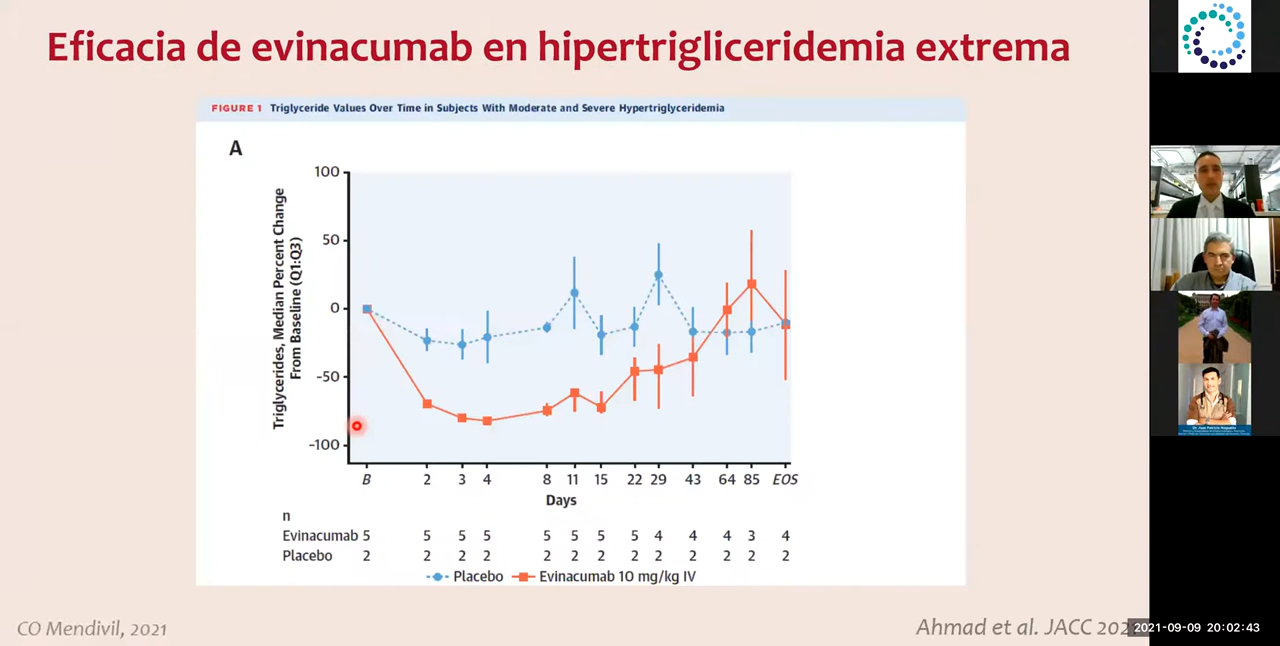 Eficacia de evinacumab en hipertrigliceridemia extrema
FIGURE 1 Triglyceride Values Over Time in Subjects With Moderate and Severe Hypertriglyceridemia
A
Triglycerides, Median Percent Change
From Baseline (Q1:Q3)
100
50
0
-50
-100
B 2 3 4 8 11 15 22 29 43 64 85 EOS
Days
n
Evinacumab 5 5 5 5 5 5 5 5 4 4 4 3 4
Placebo 2 2 2 2 2 2 2 2 2 2 2 2 2
Placebo Evinacumab 10 mg/kg IV
CO Mendivil, 2021
Ahmad et al. JACC
2021-09-09 20:02:43